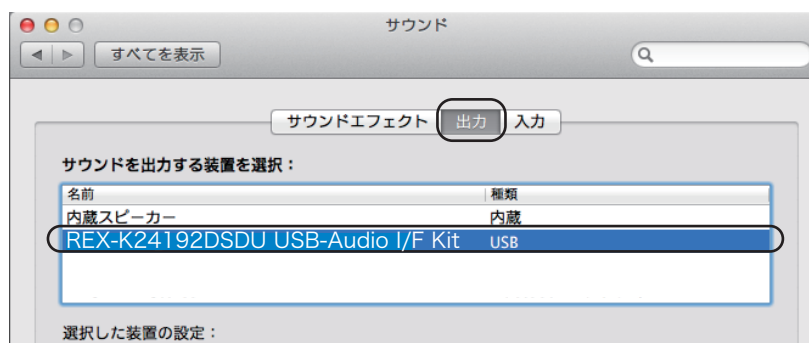 サウンド
すべてを表示
サウンドエフェクト 出力 入力
サウンドを出力する装置を選択：
名前 種類
内蔵スピーカー 内蔵
REX-K24192DSDU USB-Audio I/F Kit USB
選択した装置の設定：